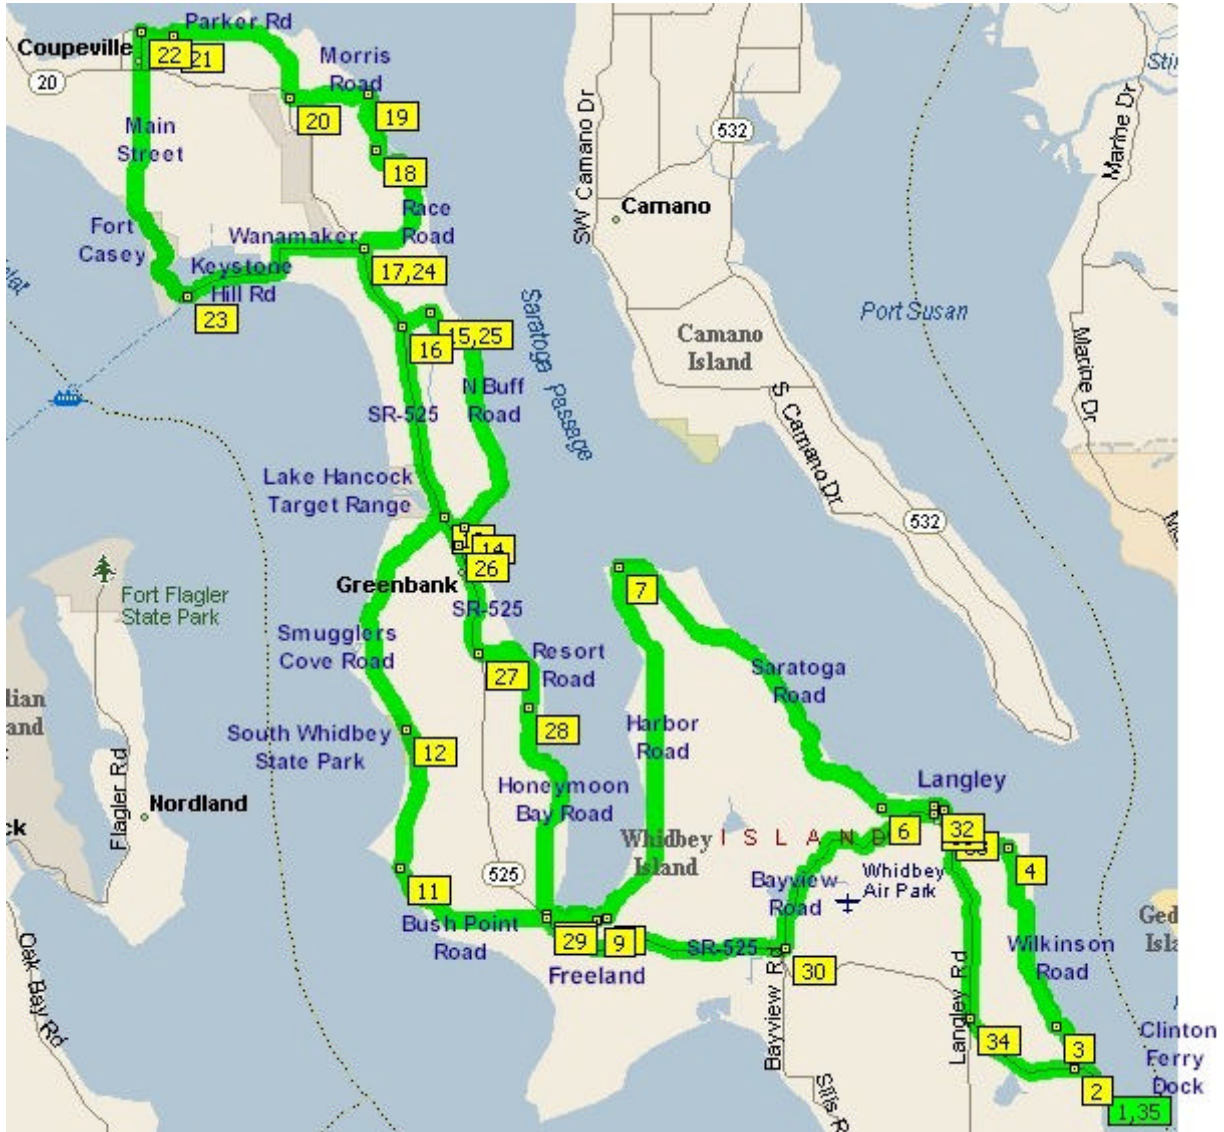 Parker Rd
Coupeville
22
21
20
Morris
Road
20
19
18
Main
Street
Fort
Casey
Wanamaker
Race
Road
17,24
Keystone
Hill Rd
23
15,25
16
N Buff
Road
SR-525
Saratoga Passage
SW Camano Dr
532
Camano
Camano
Island
Port Susan
Marine Dr
Marine Dr
S Camano Dr
532
Lake Hancock
Target Range
14
26
Greenbank
SR-525
Fort Flagler
State Park
Smugglers
Cove Road
Resort
Road
27
28
7
Saratoga
Road
Harbor
Road
South Whidbey
State Park
12
Honeymoon
Bay Road
Flagler Rd
Nordland
Langley
6
32
4
Whidbey
Island
ISLAND
Whidbey
Air Park
Bayview
Road
525
11
Bush Point
Road
29
9
Freeland
SR-525
30
Bayview Rd
Langley Rd
Wilkinson
Road
34
3
2
1,35
Clinton
Ferry
Dock
Oak Bay Rd